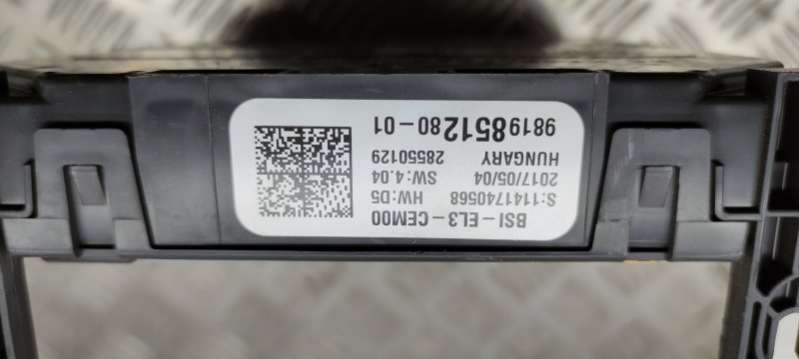 BSI-EL3-CEM00
S:1141740568 HW:D5
2017/05/04 SW:4.04
HUNGARY 28550129
9819851280-01